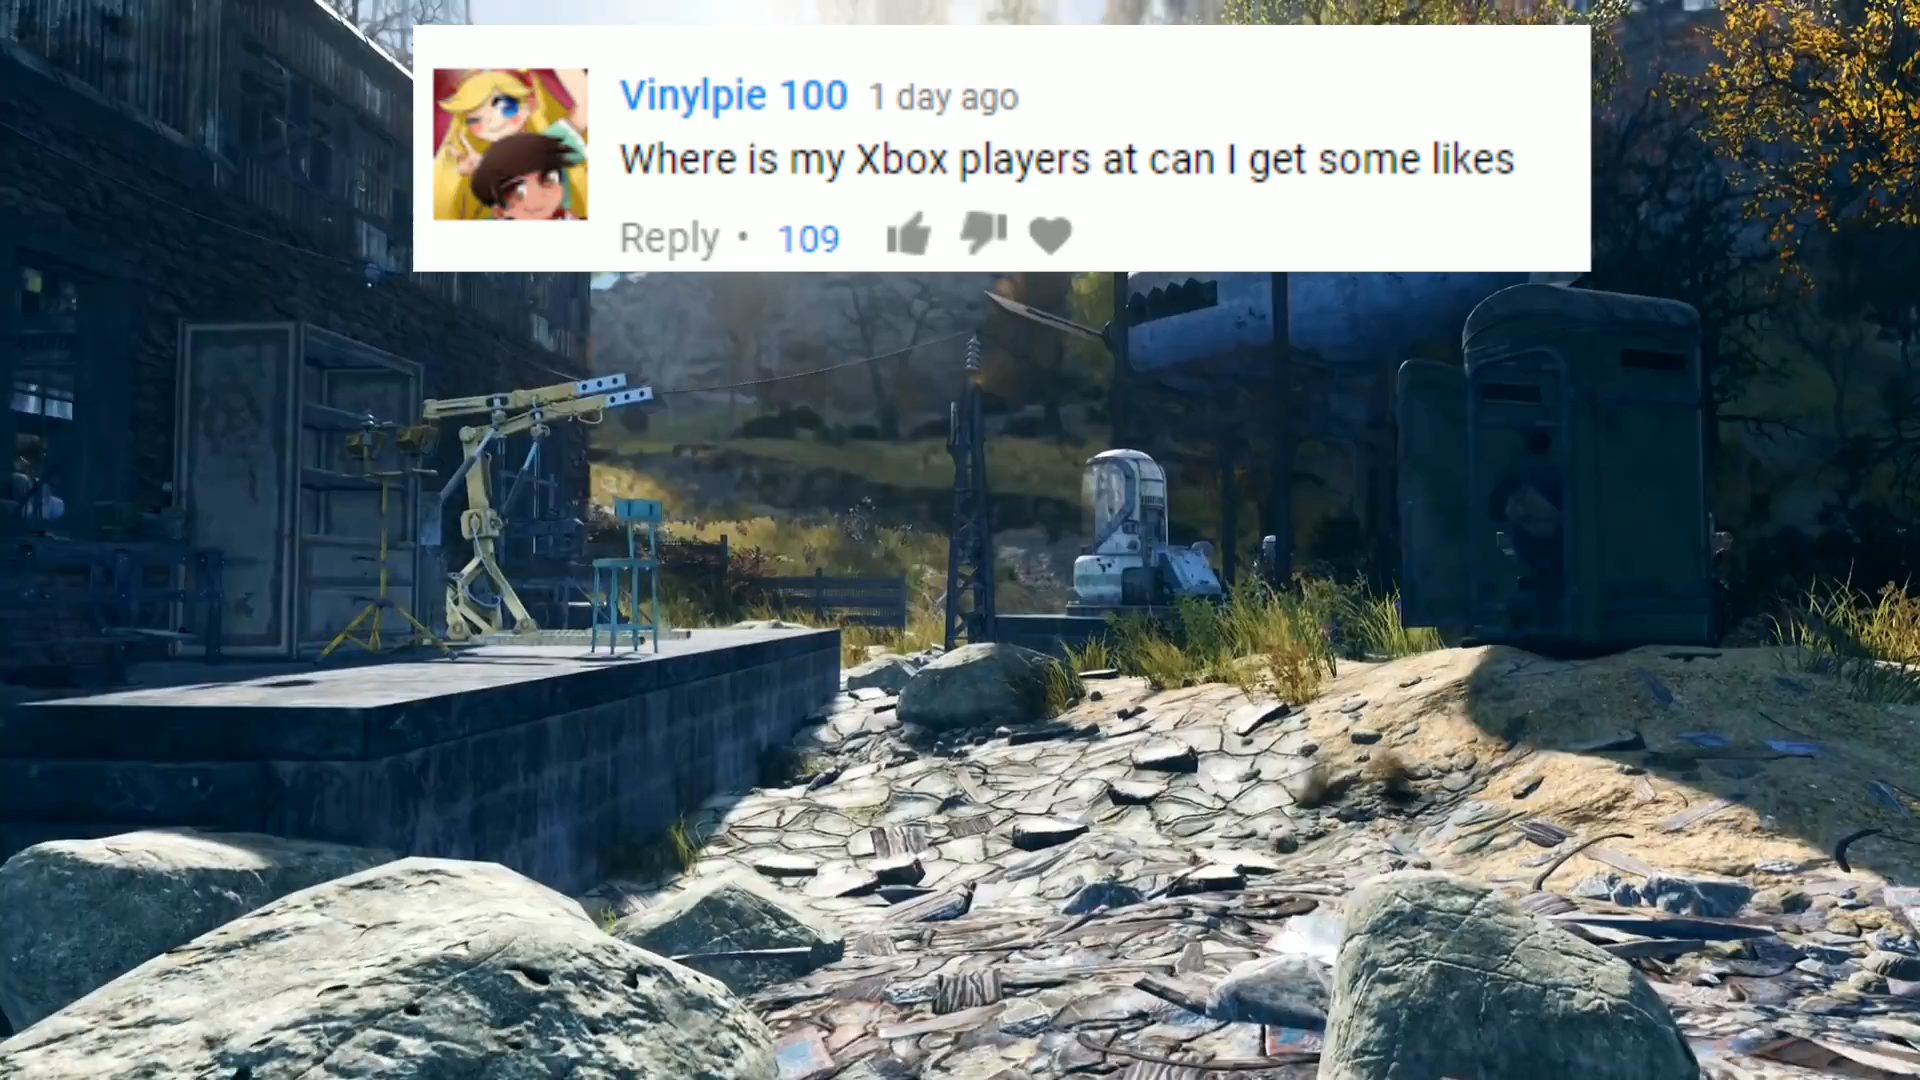 Vinylpie 100 1 day ago
Where is my Xbox players at can I get some likes
Reply • 109